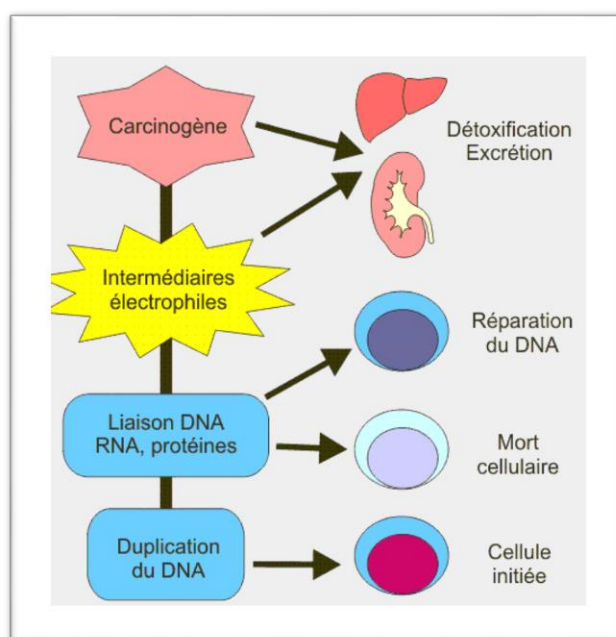 Carcinogène
Détoxification
Excrétion
Intermédiaires
électrophiles
Réparation
du DNA
Liaison DNA
RNA, protéines
Mort
cellulaire
Duplication
du DNA
Cellule
initiée